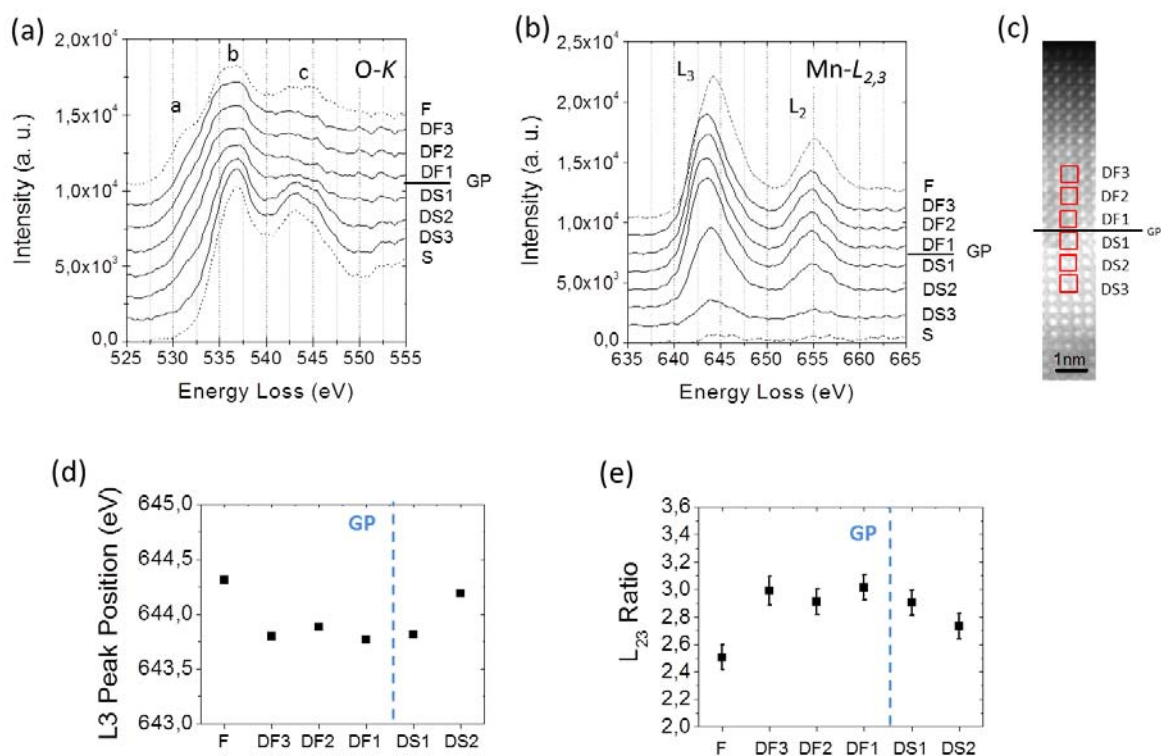 (a)
2,0x10⁴
1,5x10⁴
1,0x10⁴
5,0x10³
0,0
Intensity (a. u.)
a
b
c
O-K
F
DF3
DF2
DF1
GP
DS1
DS2
DS3
S
525 530 535 540 545 550 555
Energy Loss (eV)
(b)
2,5x10⁴
2,0x10⁴
1,5x10⁴
1,0x10⁴
5,0x10³
0,0
Intensity (a. u.)
L₃
L₂
Mn-L₂,₃
F
DF3
DF2
DF1
GP
DS1
DS2
DS3
S
635 640 645 650 655 660 665
Energy Loss (eV)
(c)
DF3
DF2
DF1
GP
DS1
DS2
DS3
1nm
(d)
645,0
644,5
644,0
643,5
643,0
L3 Peak Position (eV)
GP
F DF3 DF2 DF1 DS1 DS2
(e)
3,6
3,4
3,2
3,0
2,8
2,6
2,4
2,2
2,0
L₂₃ Ratio
GP
F DF3 DF2 DF1 DS1 DS2